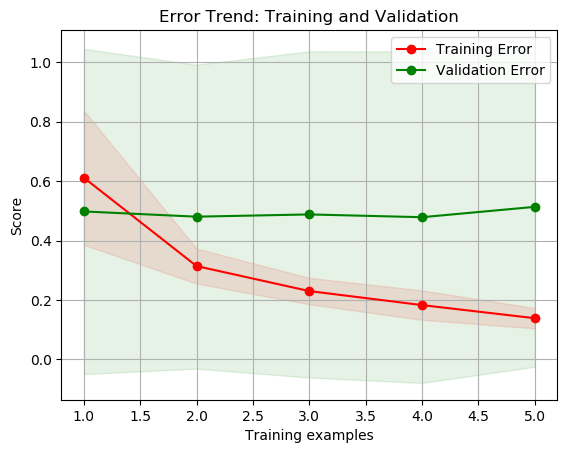 Error Trend: Training and Validation
Training Error
Validation Error
1.0
0.8
0.6
0.4
0.2
0.0
Score
1.0 1.5 2.0 2.5 3.0 3.5 4.0 4.5 5.0
Training examples